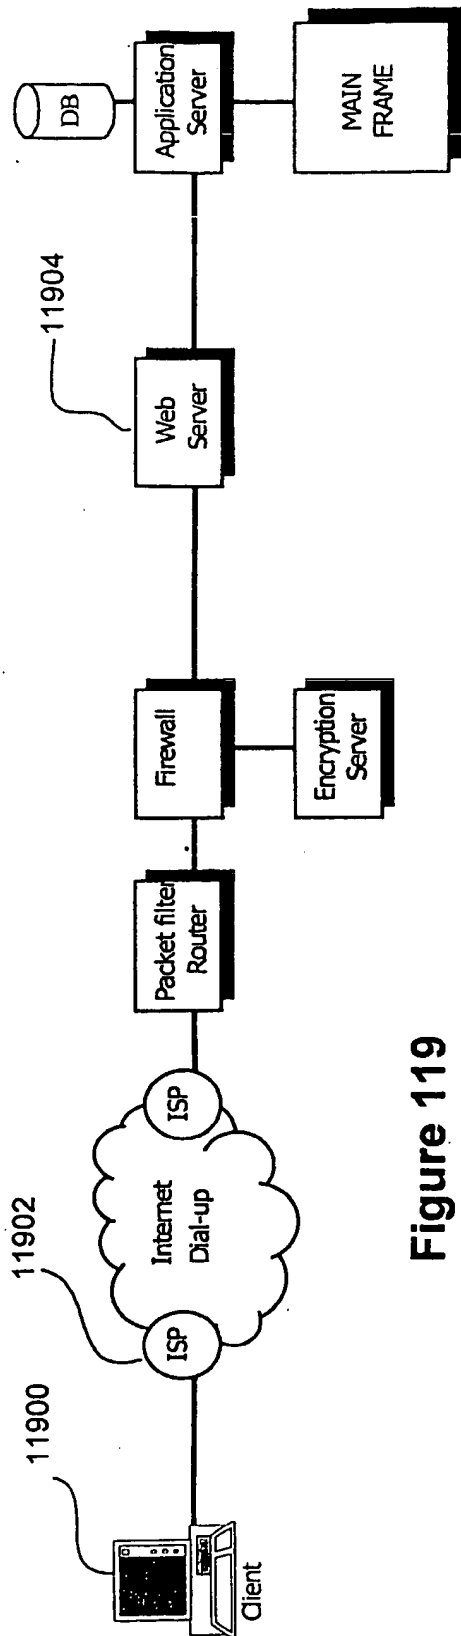 11900
Client
11902
ISP
Internet
Dial-up
ISP
Packet filter
Router
Firewall
Encryption
Server
11904
Web
Server
DB
Application
Server
MAIN
FRAME
Figure 119